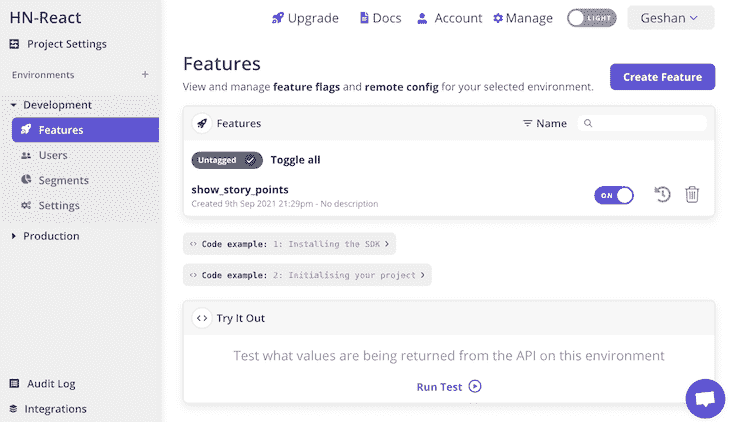 HN-React
Upgrade Docs Account Manage LIGHT Geshan
Project Settings
Environments +
Development
Features
Users
Segments
Settings
Production
Audit Log
Integrations
Features
View and manage feature flags and remote config for your selected environment.
Create Feature
Features Name
Untagged Toggle all
show_story_points
Created 9th Sep 2021 21:29pm - No description
ON
<> Code example: 1: Installing the SDK >
<> Code example: 2: Initialising your project >
<> Try It Out
Test what values are being returned from the API on this environment
Run Test